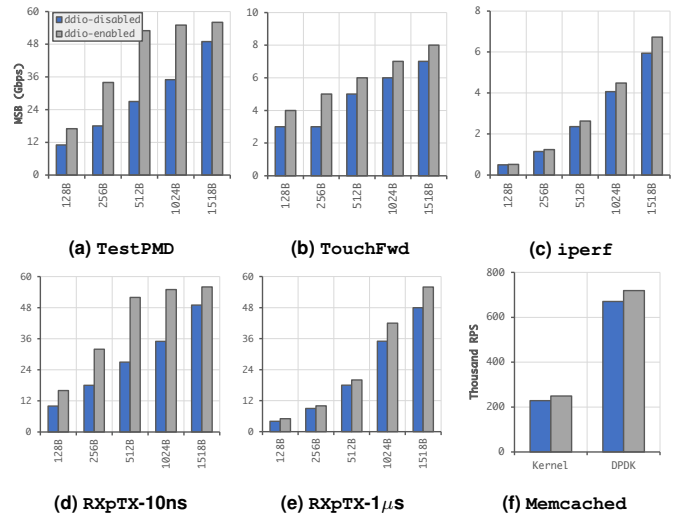 ddio-disabled
ddio-enabled
MSB (Gbps)
60
48
36
24
12
0
128B 256B 512B 1024B 1518B
(a) TestPMD
10
8
6
4
2
0
128B 256B 512B 1024B 1518B
(b) TouchFwd
8
6
4
2
0
128B 256B 512B 1024B 1518B
(c) iperf
60
48
36
24
12
0
128B 256B 512B 1024B 1518B
(d) RXpTX-10ns
60
48
36
24
12
0
128B 256B 512B 1024B 1518B
(e) RXpTX-1μs
Thousand RPS
800
600
400
200
0
Kernel DPDK
(f) Memcached